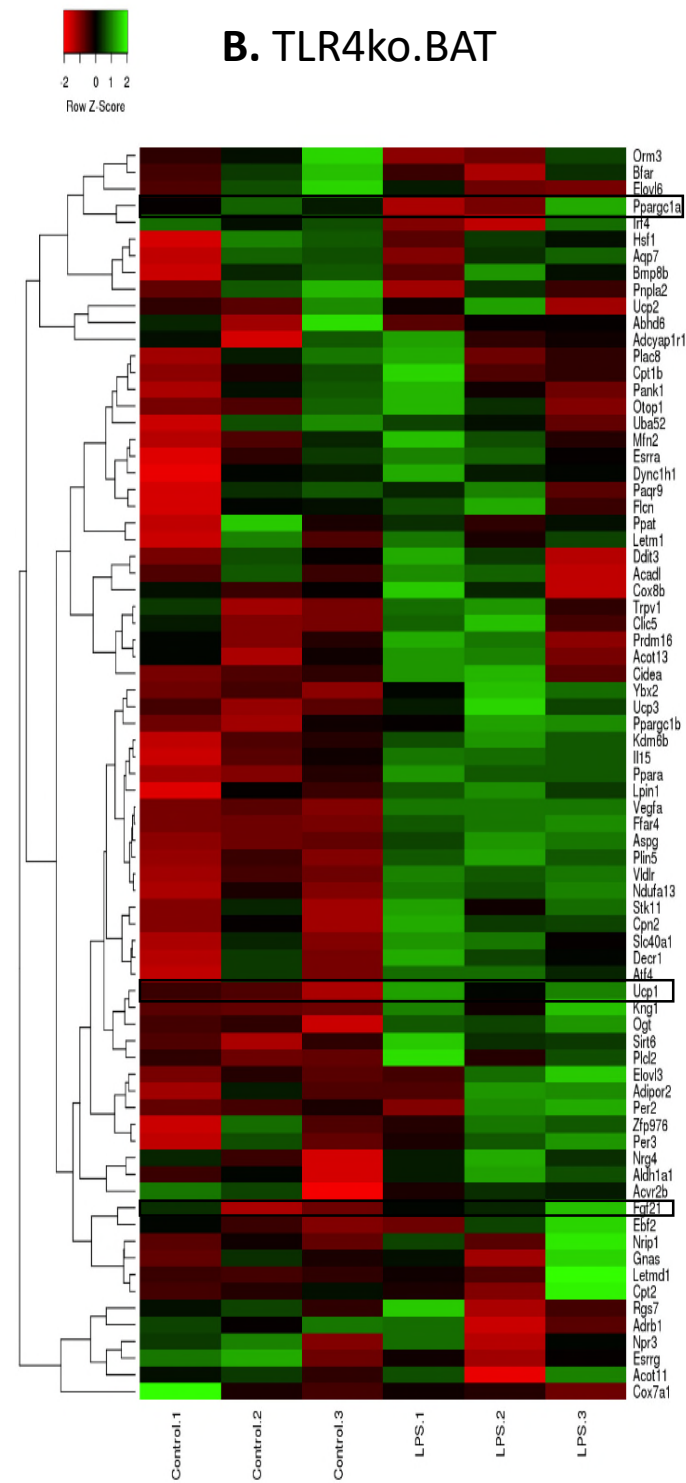 B. TLR4ko.BAT
-2 0 1 2
Row Z-Score
Orm3
Bfar
Elovl6
Ppargc1a
Irf4
Hsf1
Aqp7
Bmp8b
Pnpla2
Ucp2
Abhd6
Adcyap1r1
Plac8
Cpt1b
Pank1
Otop1
Uba52
Mfn2
Esrra
Dync1h1
Paqr9
Flcn
Ppat
Letm1
Ddit3
Acadl
Cox8b
Trpv1
Clic5
Prdm16
Acot13
Cidea
Ybx2
Ucp3
Ppargc1b
Kdm6b
Il15
Ppara
Lpin1
Vegfa
Ffar4
Aspg
Plin5
Vldlr
Ndufa13
Stk11
Cpn2
Slc40a1
Decr1
Atf4
Ucp1
Kng1
Ogt
Sirt6
Plcl2
Elovl3
Adipor2
Per2
Zfp976
Per3
Nrg4
Aldh1a1
Acvr2b
Fgf21
Ebf2
Nrip1
Gnas
Letmd1
Cpt2
Rgs7
Adrb1
Npr3
Esrrg
Acot11
Cox7a1
Control.1
Control.2
Control.3
LPS.1
LPS.2
LPS.3